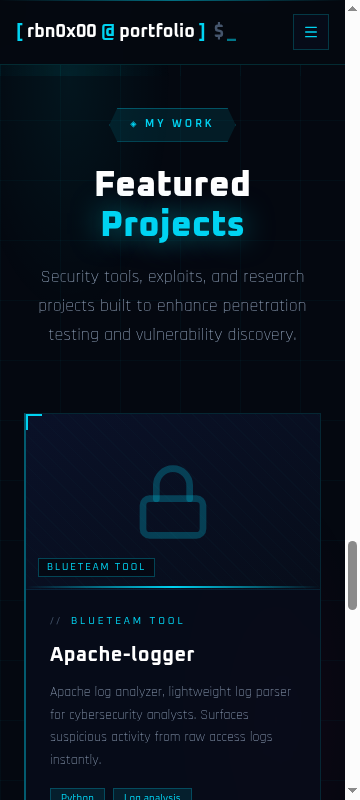 [ rbn0x00 @ portfolio ] $ _
☰
◈ MY WORK
Featured
Projects
Security tools, exploits, and research
projects built to enhance penetration
testing and vulnerability discovery.
BLUETEAM TOOL
// BLUETEAM TOOL
Apache-logger
Apache log analyzer, lightweight log parser
for cybersecurity analysts. Surfaces
suspicious activity from raw access logs
instantly.
Python Log analysis